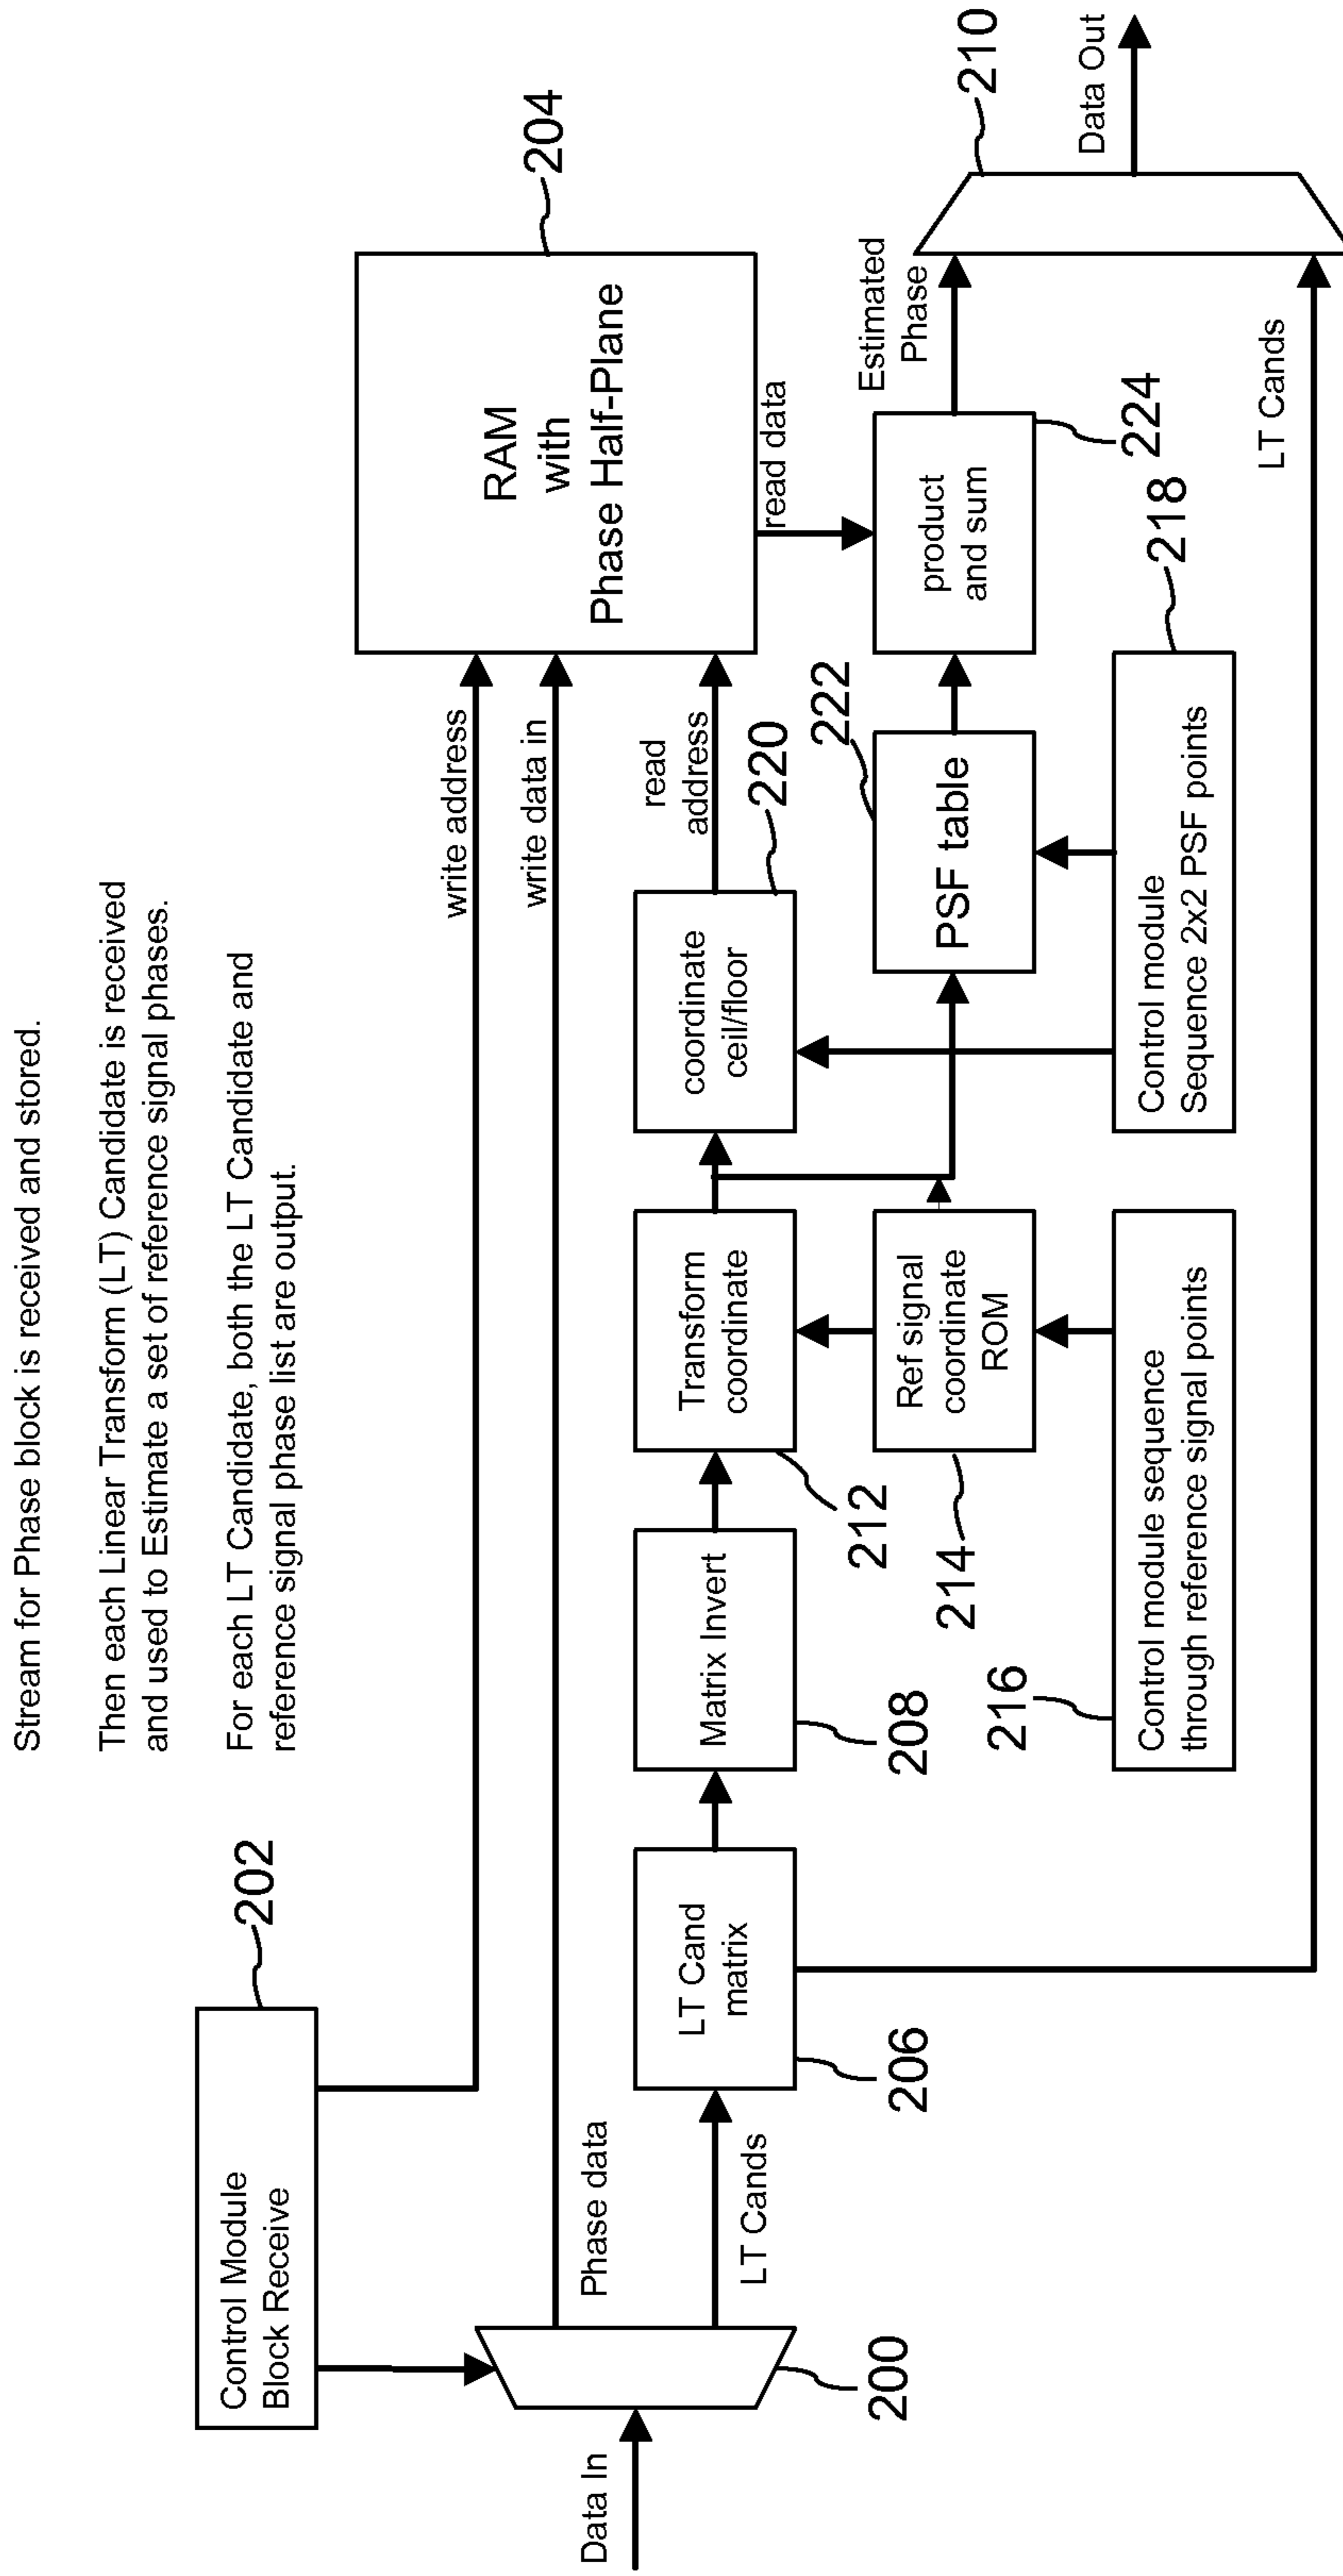 Stream for Phase block is received and stored.
Then each Linear Transform (LT) Candidate is received
and used to Estimate a set of reference signal phases.
For each LT Candidate, both the LT Candidate and
reference signal phase list are output.
Control Module
Block Receive
202
write address
write data in
RAM
with
Phase Half-Plane
204
Data In
200
Phase data
LT Cands
LT Cand
matrix
206
Matrix Invert
208
Transform
coordinate
212
coordinate
ceil/floor
220
read
address
read data
Ref signal
coordinate
ROM
214
PSF table
222
product
and sum
224
Estimated
Phase
210
Data Out
Control module sequence
through reference signal points
216
Control module
Sequence 2x2 PSF points
218
LT Cands